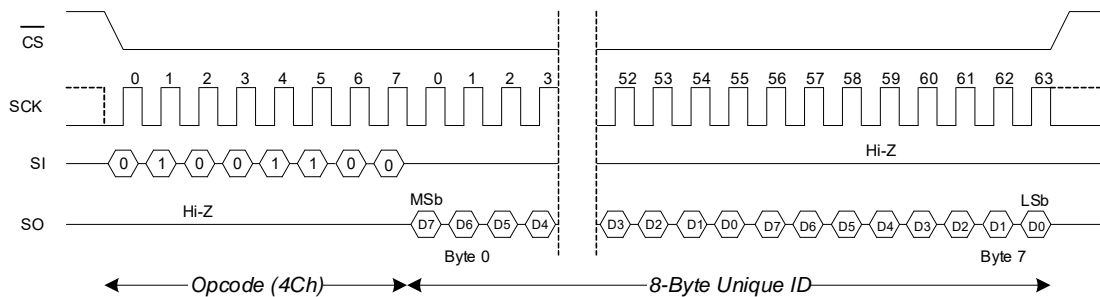 CS
0 1 2 3 4 5 6 7 0 1 2 3 52 53 54 55 56 57 58 59 60 61 62 63
SCK
Hi-Z
SI 0 1 0 0 1 1 0 0
MSb LSb
Hi-Z
SO D7 D6 D5 D4 D3 D2 D1 D0 D7 D6 D5 D4 D3 D2 D1 D0
Byte 0 Byte 7
Opcode (4Ch) 8-Byte Unique ID